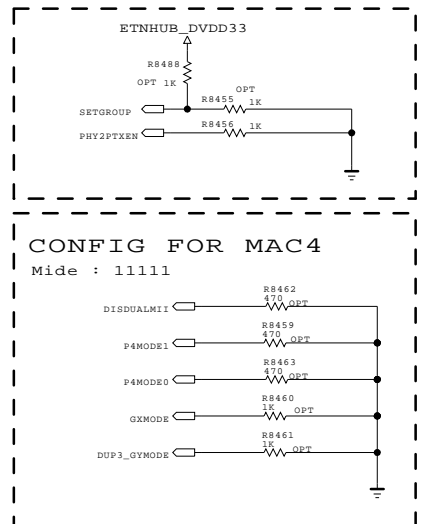 ETNHUB_DVDD33
R8488
OPT 1K
OPT
R8455
1K
SETGROUP
R8456 1K
PHY2PTXEN
CONFIG FOR MAC4
Mide : 11111
R8462
470 OPT
DISDUALMII
R8459
470 OPT
P4MODE1
R8463
470 OPT
P4MODE0
R8460
1K OPT
GXMODE
R8461
1K OPT
DUP3_GYMODE